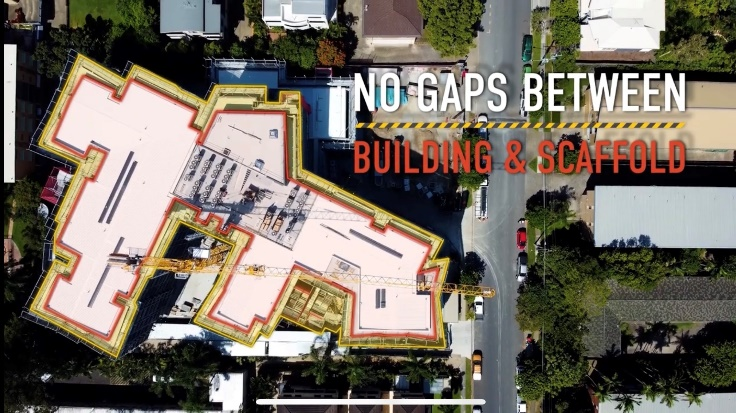 NO GAPS BETWEEN
BUILDING & SCAFFOLD